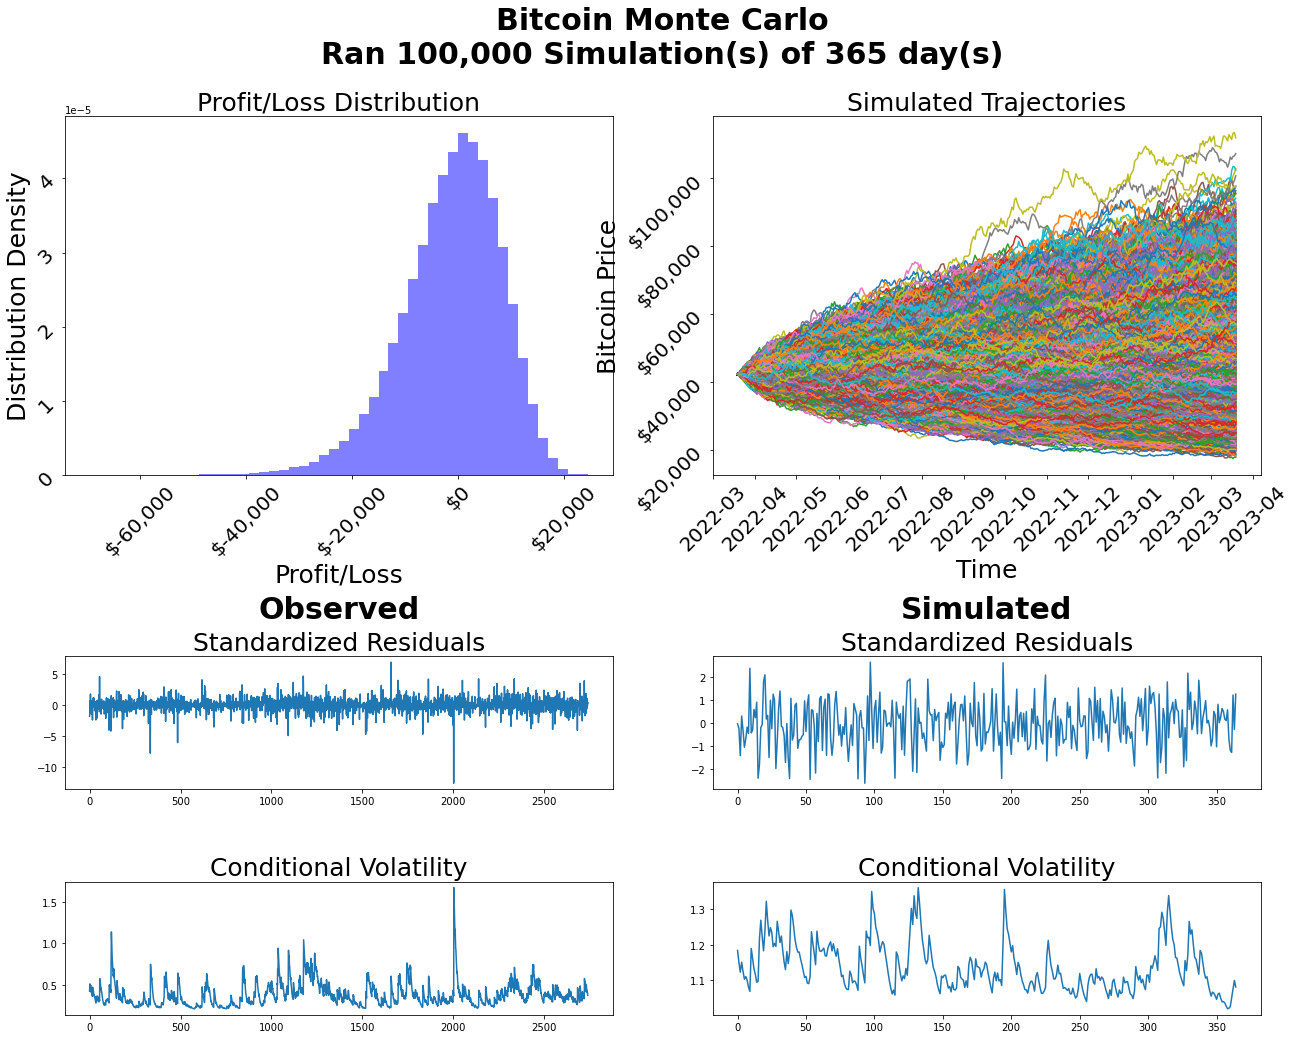 Bitcoin Monte Carlo
Ran 100,000 Simulation(s) of 365 day(s)
Profit/Loss Distribution
1e−5
Distribution Density
4
3
2
1
0
$-60,000
$-40,000
$-20,000
$0
$20,000
Profit/Loss
Simulated Trajectories
Bitcoin Price
$100,000
$80,000
$60,000
$40,000
$20,000
2022-03
2022-04
2022-05
2022-06
2022-07
2022-08
2022-09
2022-10
2022-11
2022-12
2023-01
2023-02
2023-03
2023-04
Time
Observed
Standardized Residuals
5
0
−5
−10
0 500 1000 1500 2000 2500
Conditional Volatility
1.5
1.0
0.5
0 500 1000 1500 2000 2500
Simulated
Standardized Residuals
2
1
0
−1
−2
0 50 100 150 200 250 300 350
Conditional Volatility
1.3
1.2
1.1
0 50 100 150 200 250 300 350